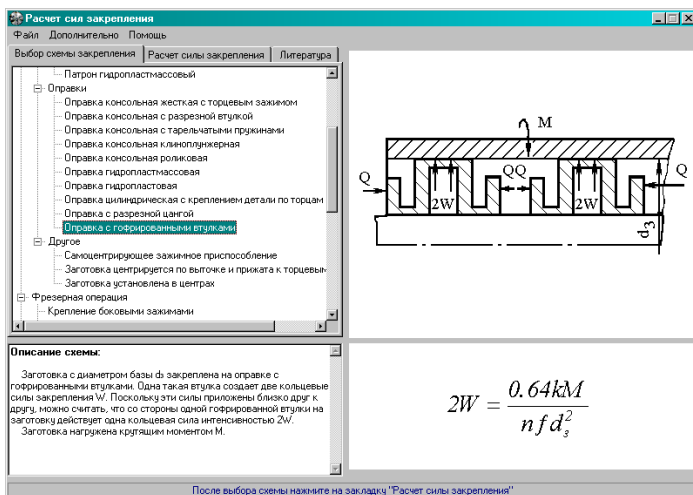 Расчет сил закрепления
Файл Дополнительно Помощь
Выбор схемы закрепления Расчет силы закрепления Литература
Патрон гидропластмассовый
Оправки
Оправка консольная жесткая с торцевым зажимом
Оправка консольная с разрезной втулкой
Оправка консольная с тарельчатыми пружинами
Оправка консольная клиноплунжерная
Оправка консольная роликовая
Оправка гидропластмассовая
Оправка гидропластовая
Оправка цилиндрическая с креплением детали по торцам
Оправка с разрезной цангой
Оправка с гофрированными втулками
Другое
Самоцентрирующее зажимное приспособление
Заготовка центрируется по выточке и прижата к торцевым
Заготовка установлена в центрах
Фрезерная операция
Крепление боковыми зажимами
M
Q QQ Q
2W 2W
d3
Описание схемы:
Заготовка с диаметром базы d₃ закреплена на оправке с
гофрированными втулками. Одна такая втулка создает две кольцевые
силы закрепления W. Поскольку эти силы приложены близко друг к
другу, можно считать, что со стороны одной гофрированной втулки на
заготовку действует одна кольцевая сила интенсивностью 2W.
Заготовка нагружена крутящим моментом М.
2W = 0.64kM / n f d₃²
После выбора схемы нажмите на закладку "Расчет силы закрепления"